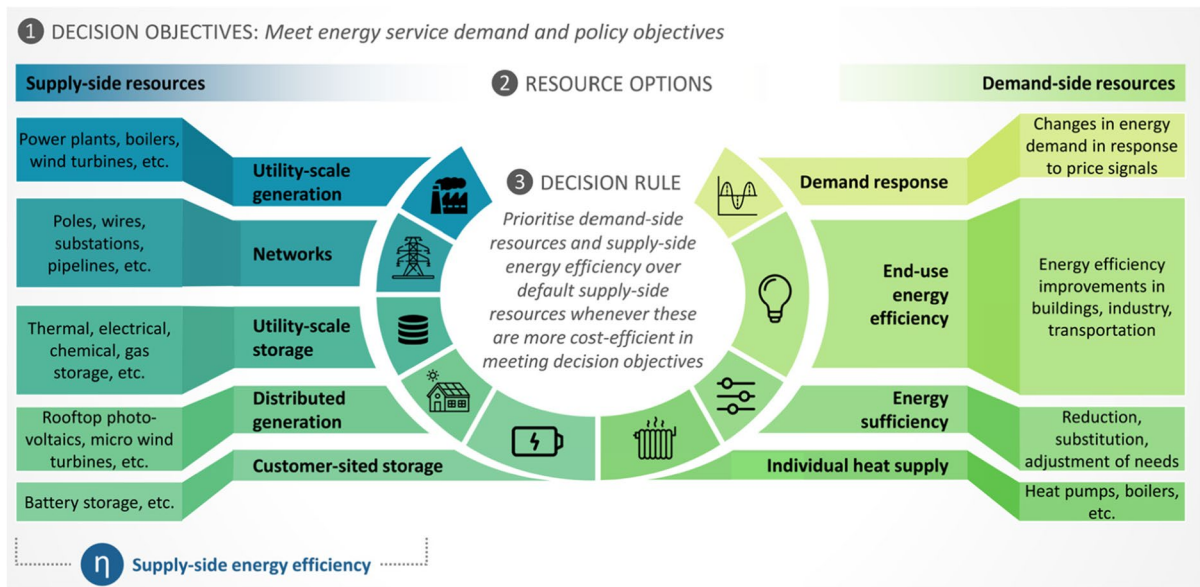 1 DECISION OBJECTIVES: Meet energy service demand and policy objectives
Supply-side resources
2 RESOURCE OPTIONS
Demand-side resources
Power plants, boilers,
wind turbines, etc.
Utility-scale
generation
Poles, wires,
substations,
pipelines, etc.
Networks
Thermal, electrical,
chemical, gas
storage, etc.
Utility-scale
storage
Rooftop photo-
voltaics, micro wind
turbines, etc.
Distributed
generation
Battery storage, etc.
Customer-sited storage
3 DECISION RULE
Prioritise demand-side
resources and supply-side
energy efficiency over
default supply-side
resources whenever these
are more cost-efficient in
meeting decision objectives
Demand response
Changes in energy
demand in response
to price signals
End-use
energy
efficiency
Energy efficiency
improvements in
buildings, industry,
transportation
Energy
sufficiency
Reduction,
substitution,
adjustment of needs
Individual heat supply
Heat pumps, boilers,
etc.
η Supply-side energy efficiency